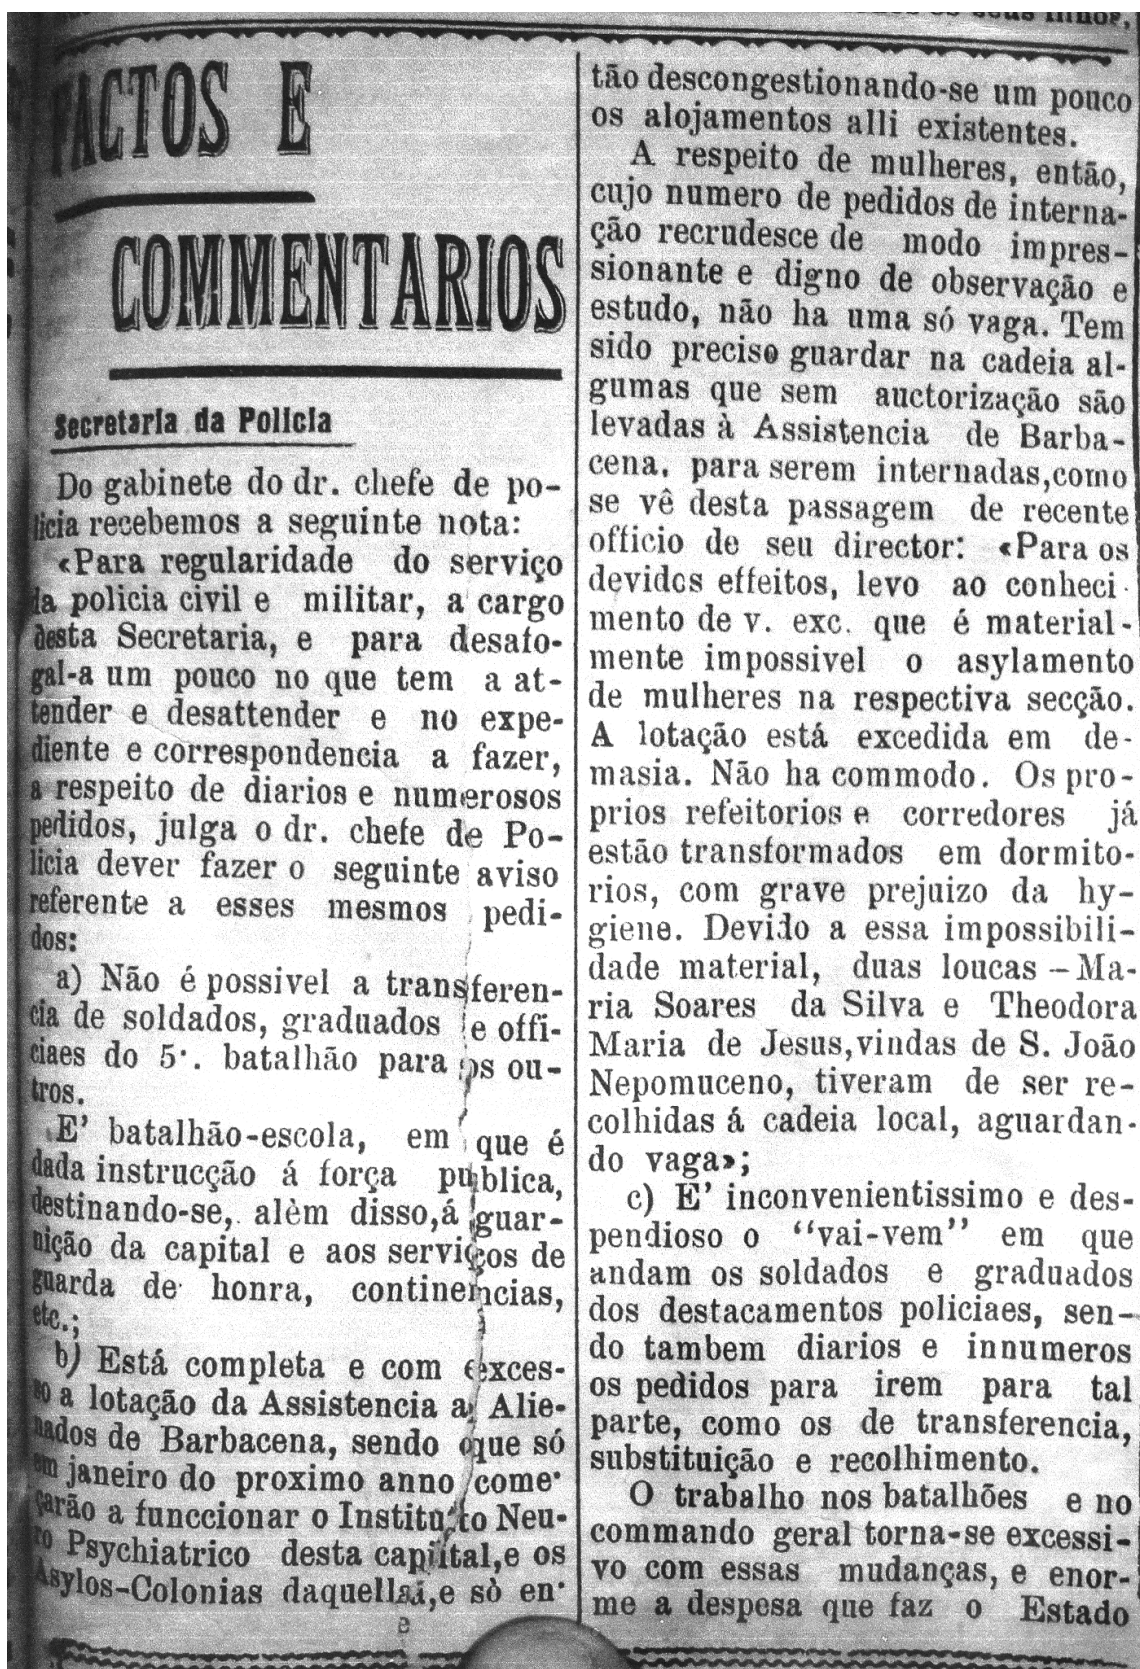 FACTOS E
COMMENTARIOS
Secretaria da Policia
Do gabinete do dr. chefe de po-
licia recebemos a seguinte nota:
«Para regularidade do serviço
da policia civil e militar, a cargo
desta Secretaria, e para desafo-
gal-a um pouco no que tem a at-
tender e desattender e no expe-
diente e correspondencia a fazer,
a respeito de diarios e numerosos
pedidos, julga o dr. chefe de Po-
licia dever fazer o seguinte aviso
referente a esses mesmos pedi-
dos:
a) Não é possivel a transferen-
cia de soldados, graduados e offi-
ciaes do 5·. batalhão para os ou-
tros.
E' batalhão-escola, em que é
dada instrucção á força publica,
destinando-se, alèm disso,á guar-
nição da capital e aos serviços de
guarda de honra, continencias,
etc.;
b) Está completa e com exces-
so a lotação da Assistencia a Alie-
nados de Barbacena, sendo que só
em janeiro do proximo anno come-
çarão a funccionar o Instituto Neu-
ro Psychiatrico desta capital,e os
Asylos-Colonias daquella,e sò en-
tão descongestionando-se um pouco
os alojamentos alli existentes.
A respeito de mulheres, então,
cujo numero de pedidos de interna-
ção recrudesce de modo impres-
sionante e digno de observação e
estudo, não ha uma só vaga. Tem
sido preciso guardar na cadeia al-
gumas que sem auctorização são
levadas à Assistencia de Barba-
cena, para serem internadas,como
se vê desta passagem de recente
officio de seu director: «Para os
devidos effeitos, levo ao conheci-
mento de v. exc. que é material-
mente impossivel o asylamento
de mulheres na respectiva secção.
A lotação está excedida em de-
masia. Não ha commodo. Os pro-
prios refeitorios e corredores já
estão transformados em dormito-
rios, com grave prejuizo da hy-
giene. Devido a essa impossibili-
dade material, duas loucas – Ma-
ria Soares da Silva e Theodora
Maria de Jesus,vindas de S. João
Nepomuceno, tiveram de ser re-
colhidas á cadeia local, aguardan-
do vaga»;
c) E' inconvenientissimo e des-
pendioso o “vai-vem” em que
andam os soldados e graduados
dos destacamentos policiaes, sen-
do tambem diarios e innumeros
os pedidos para irem para tal
parte, como os de transferencia,
substituição e recolhimento.
O trabalho nos batalhões e no
commando geral torna-se excessi-
vo com essas mudanças, e enor-
me a despesa que faz o Estado